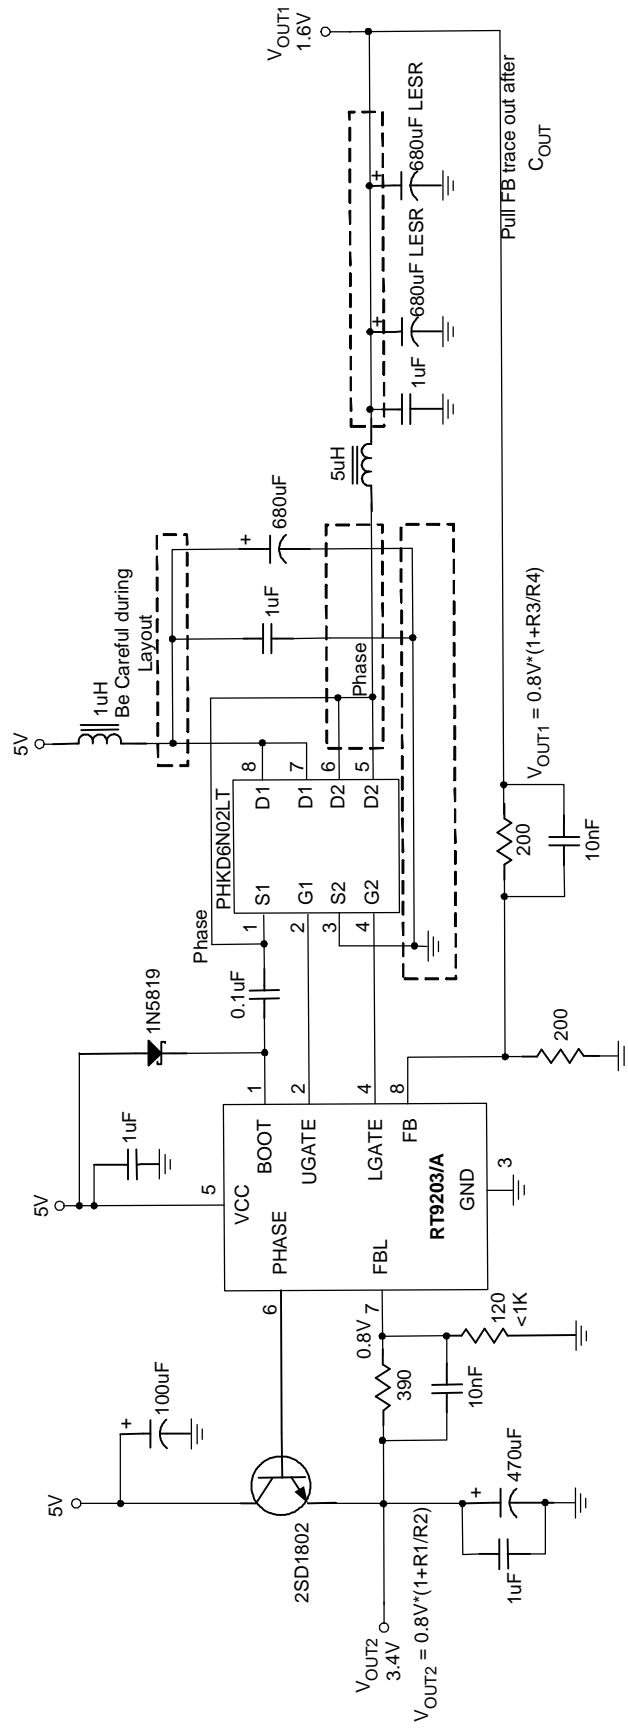 5V
100uF
2SD1802
VOUT2
3.4V
VOUT2 = 0.8V*(1+R1/R2)
1uF
470uF
390
10nF
120
<1K
0.8V
6
7
5V
1uF
5
VCC
PHASE
FBL
BOOT
UGATE
LGATE
FB
RT9203/A
GND
3
1
2
4
8
1N5819
0.1uF
200
Phase
1
2
3
4
PHKD6N02LT
S1
G1
S2
G2
D1
D1
D2
D2
8
7
6
5
5V
1uH
Be Careful during
Layout
1uF
680uF
Phase
200
10nF
VOUT1 = 0.8V*(1+R3/R4)
5uH
1uF
680uF LESR
680uF LESR
VOUT1
1.6V
Pull FB trace out after
COUT